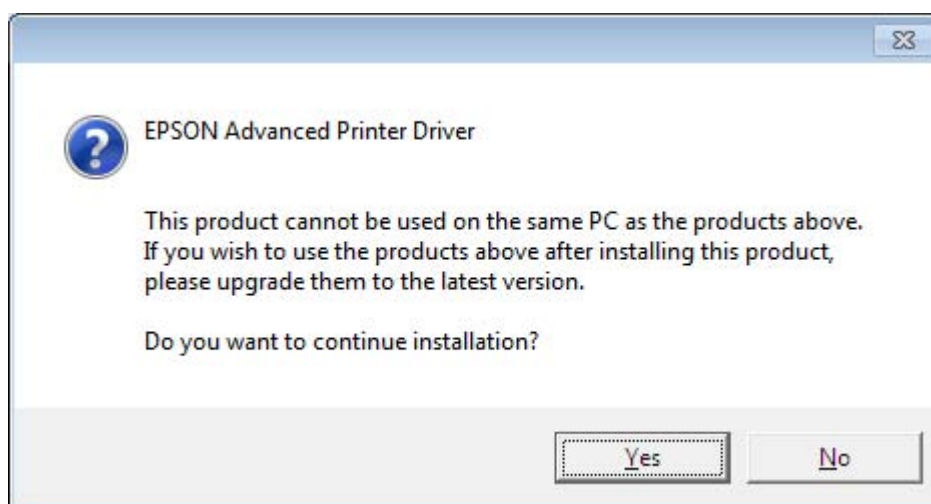 EPSON Advanced Printer Driver
This product cannot be used on the same PC as the products above.
If you wish to use the products above after installing this product,
please upgrade them to the latest version.
Do you want to continue installation?
Yes
No